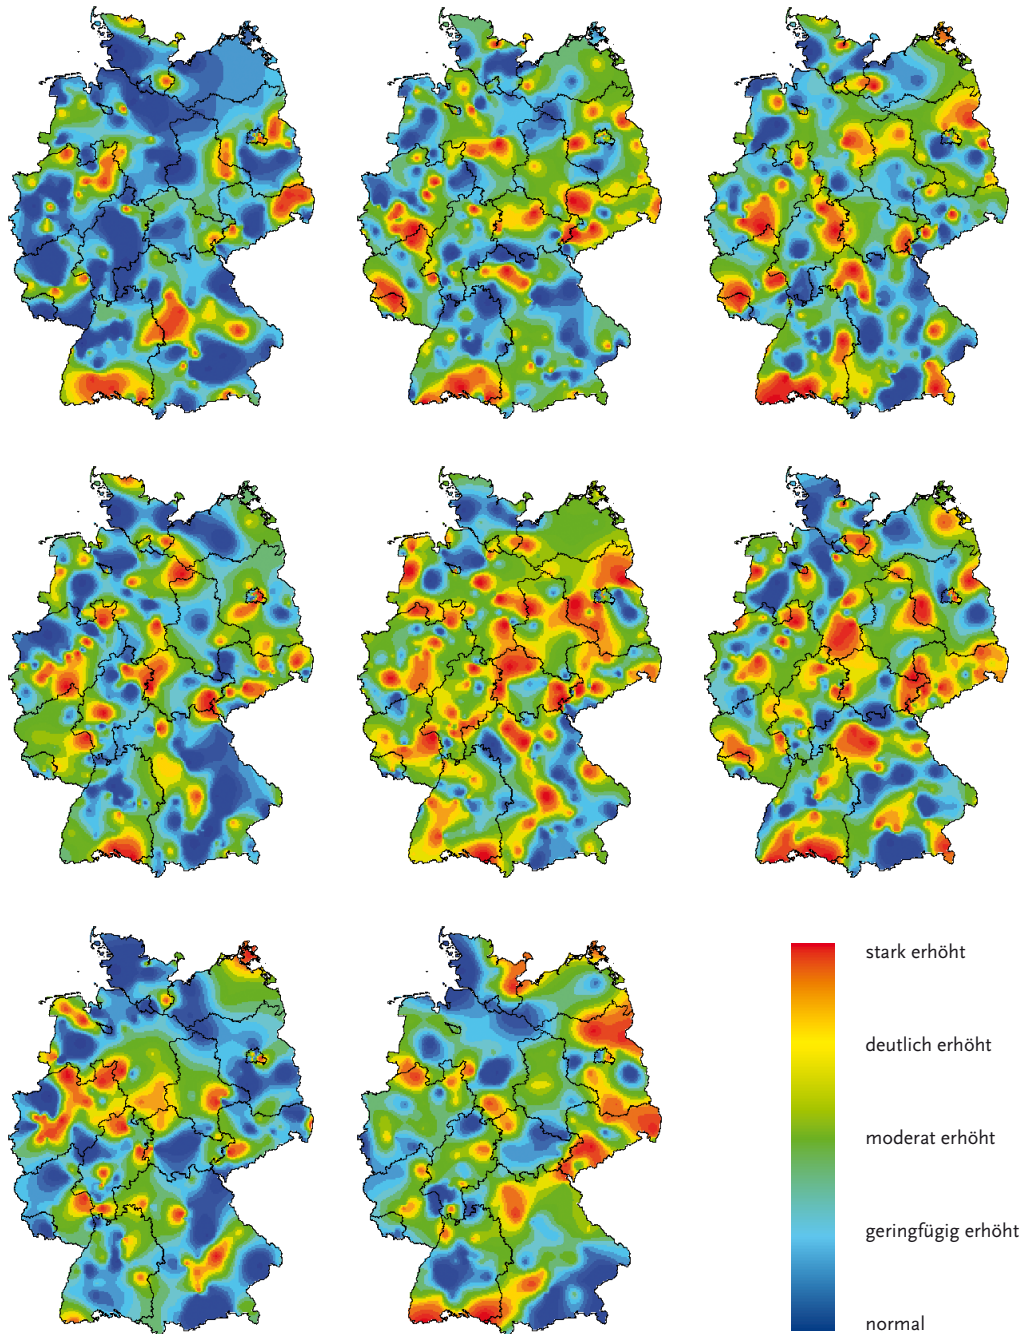 stark erhöht
deutlich erhöht
moderat erhöht
geringfügig erhöht
normal